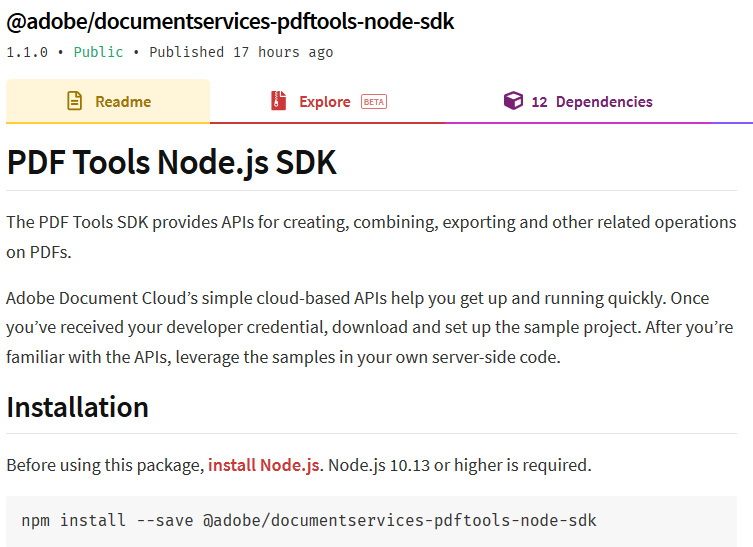 @adobe/documentservices-pdftools-node-sdk
1.1.0 • Public • Published 17 hours ago
Readme
Explore BETA
12 Dependencies
PDF Tools Node.js SDK
The PDF Tools SDK provides APIs for creating, combining, exporting and other related operations
on PDFs.
Adobe Document Cloud’s simple cloud-based APIs help you get up and running quickly. Once
you’ve received your developer credential, download and set up the sample project. After you’re
familiar with the APIs, leverage the samples in your own server-side code.
Installation
Before using this package, install Node.js. Node.js 10.13 or higher is required.
npm install --save @adobe/documentservices-pdftools-node-sdk